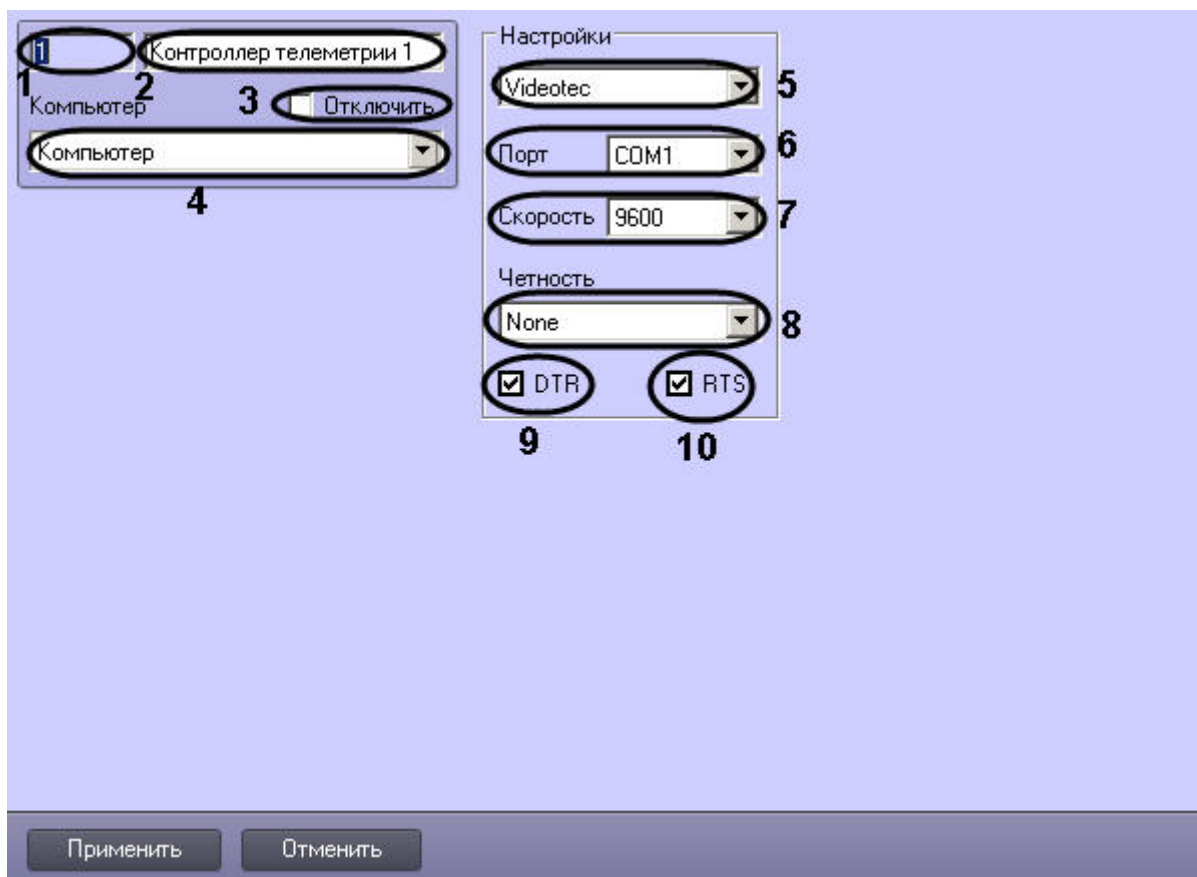 1 Контроллер телеметрии 1
1 2
Компьютер 3 Отключить
Компьютер
4
Настройки
Videotec 5
Порт COM1 6
Скорость 9600 7
Четность
None 8
DTR RTS
9 10
Применить Отменить